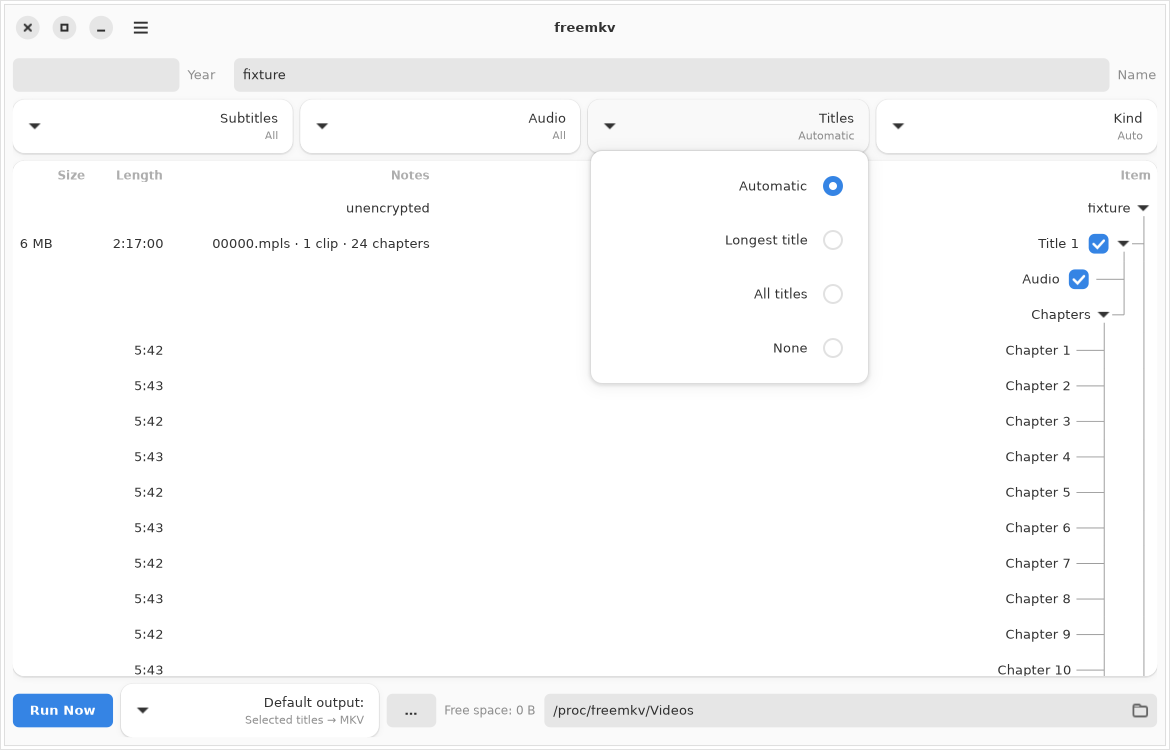 freemkv
Year
fixture
Name
Subtitles
All
Audio
All
Titles
Automatic
Kind
Auto
Size Length Notes Item
unencrypted fixture
6 MB 2:17:00 00000.mpls · 1 clip · 24 chapters Title 1
Audio
Chapters
5:42 Chapter 1
5:43 Chapter 2
5:42 Chapter 3
5:43 Chapter 4
5:42 Chapter 5
5:43 Chapter 6
5:42 Chapter 7
5:43 Chapter 8
5:42 Chapter 9
5:43 Chapter 10
Automatic
Longest title
All titles
None
Run Now
Default output:
Selected titles → MKV
...
Free space: 0 B
/proc/freemkv/Videos